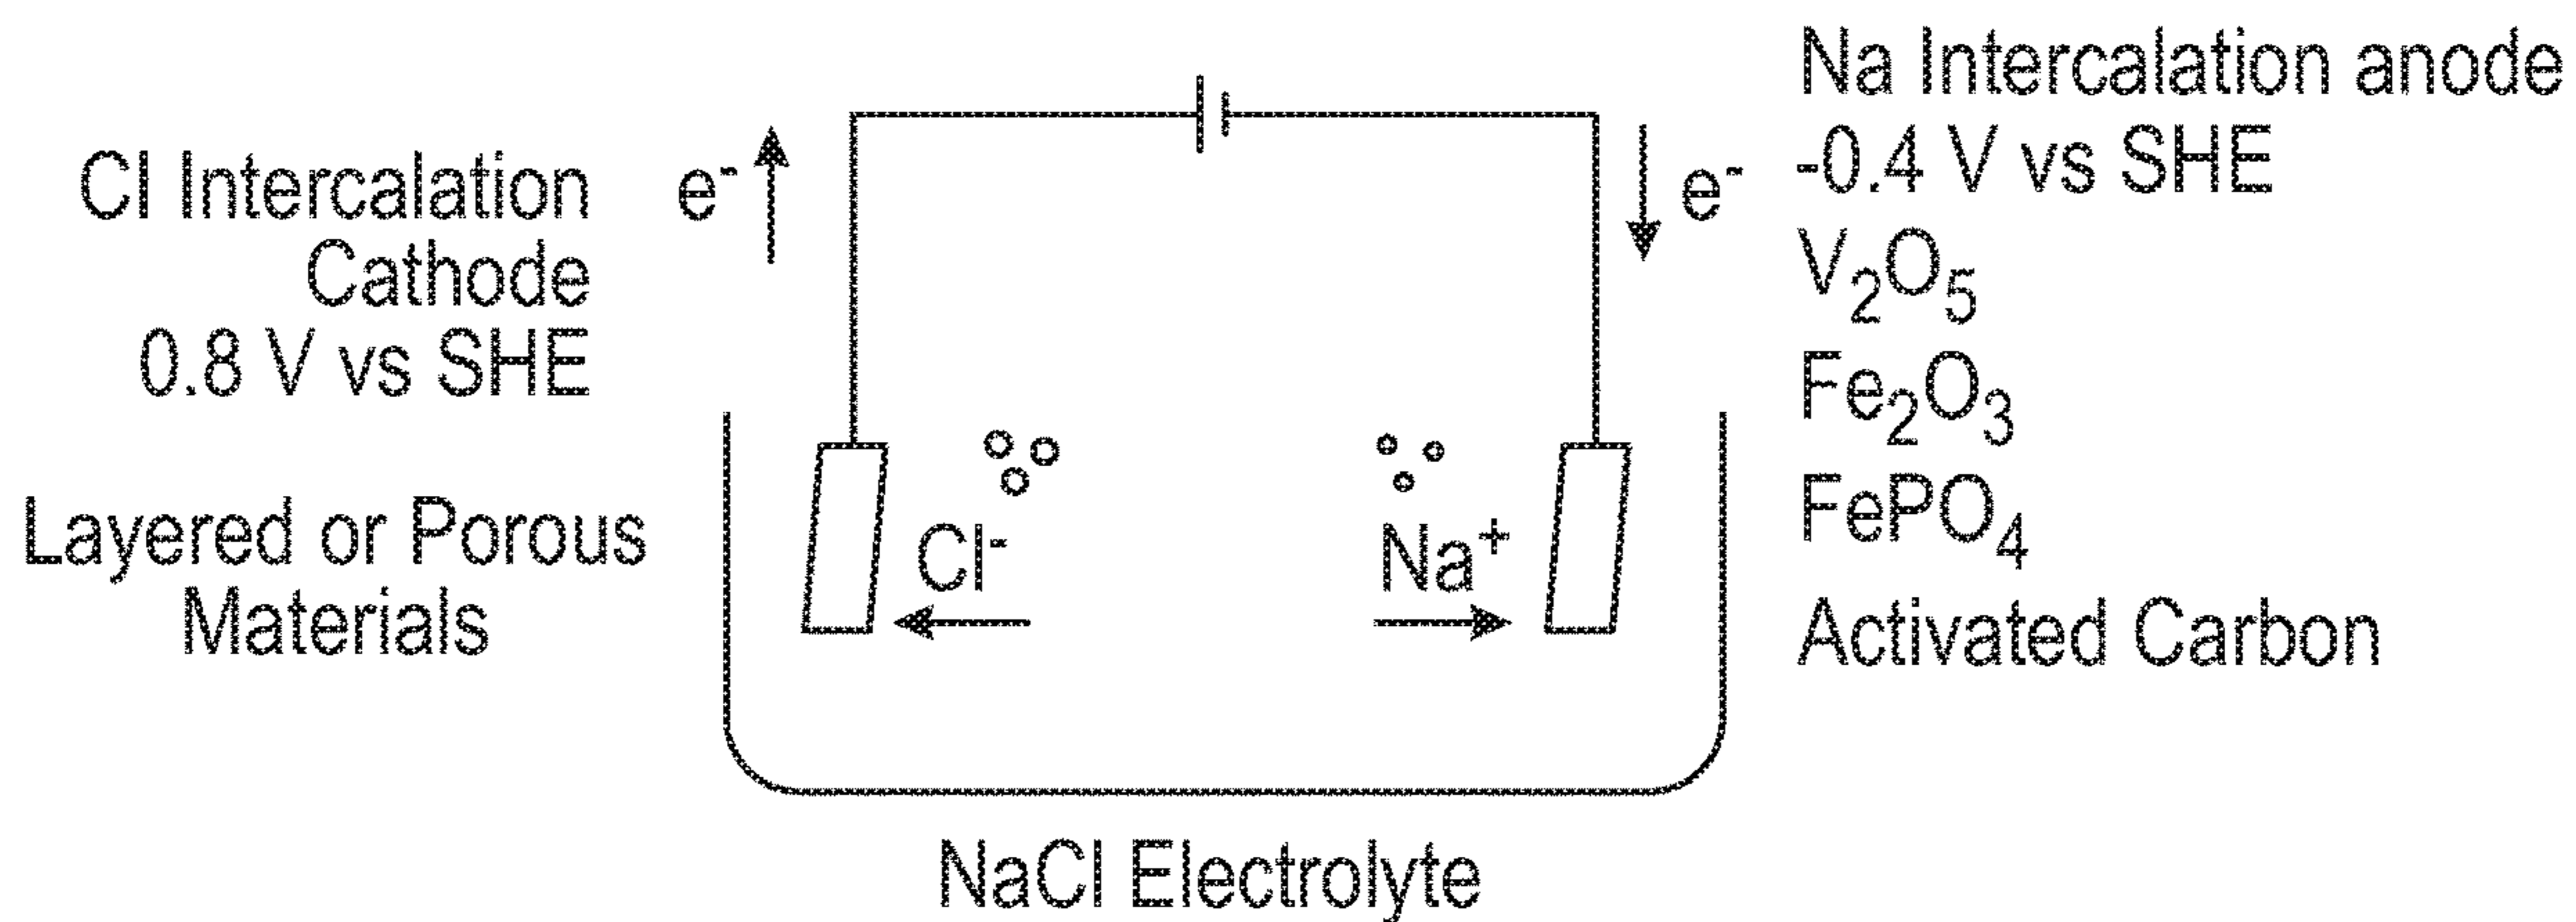 Cl Intercalation
Cathode
0.8 V vs SHE
Layered or Porous
Materials
e⁻
Cl⁻
Na⁺
e⁻
Na Intercalation anode
-0.4 V vs SHE
V₂O₅
Fe₂O₃
FePO₄
Activated Carbon
NaCl Electrolyte